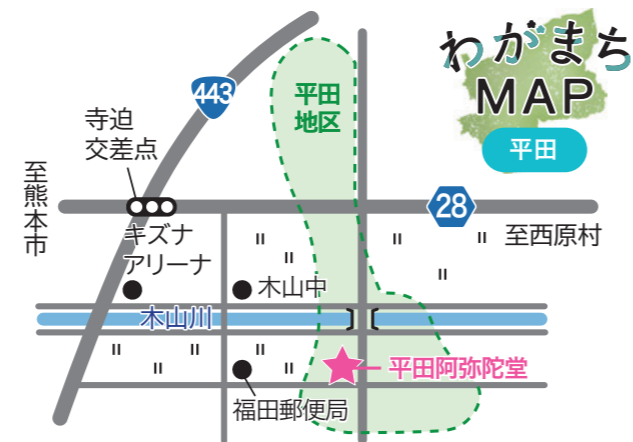 わがまち
MAP
平田
443
平田
地区
寺迫
交差点
至熊本市
28
至西原村
キズナ
アリーナ
木山中
木山川
平田阿弥陀堂
福田郵便局